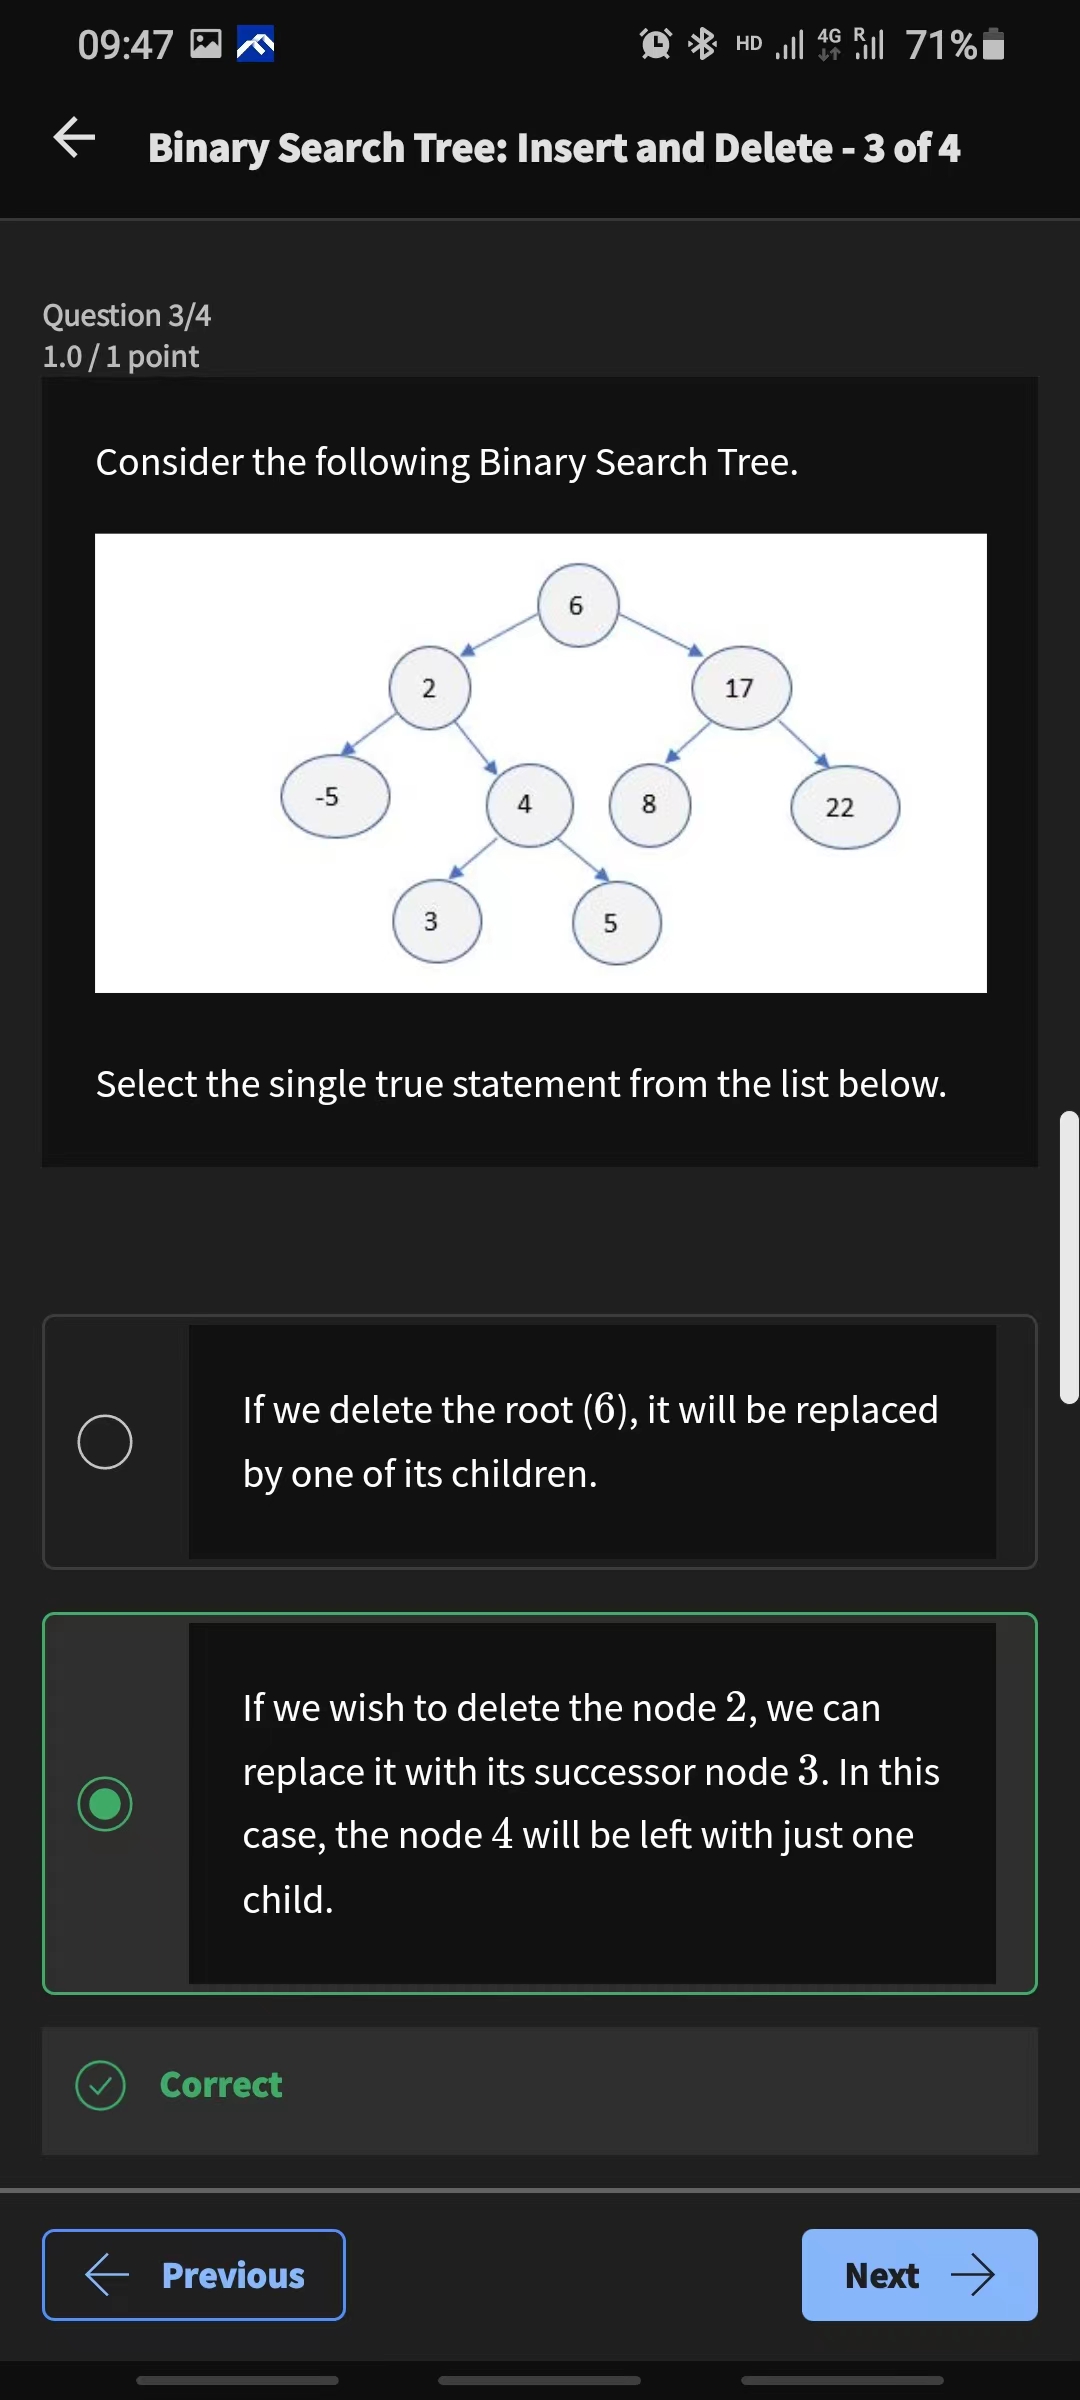 09:47 HD 4G R 71%
Binary Search Tree: Insert and Delete - 3 of 4
Question 3/4
1.0 / 1 point
Consider the following Binary Search Tree.
6
2 17
-5 4 8 22
3 5
Select the single true statement from the list below.
If we delete the root (6), it will be replaced
by one of its children.
If we wish to delete the node 2, we can
replace it with its successor node 3. In this
case, the node 4 will be left with just one
child.
Correct
Previous Next